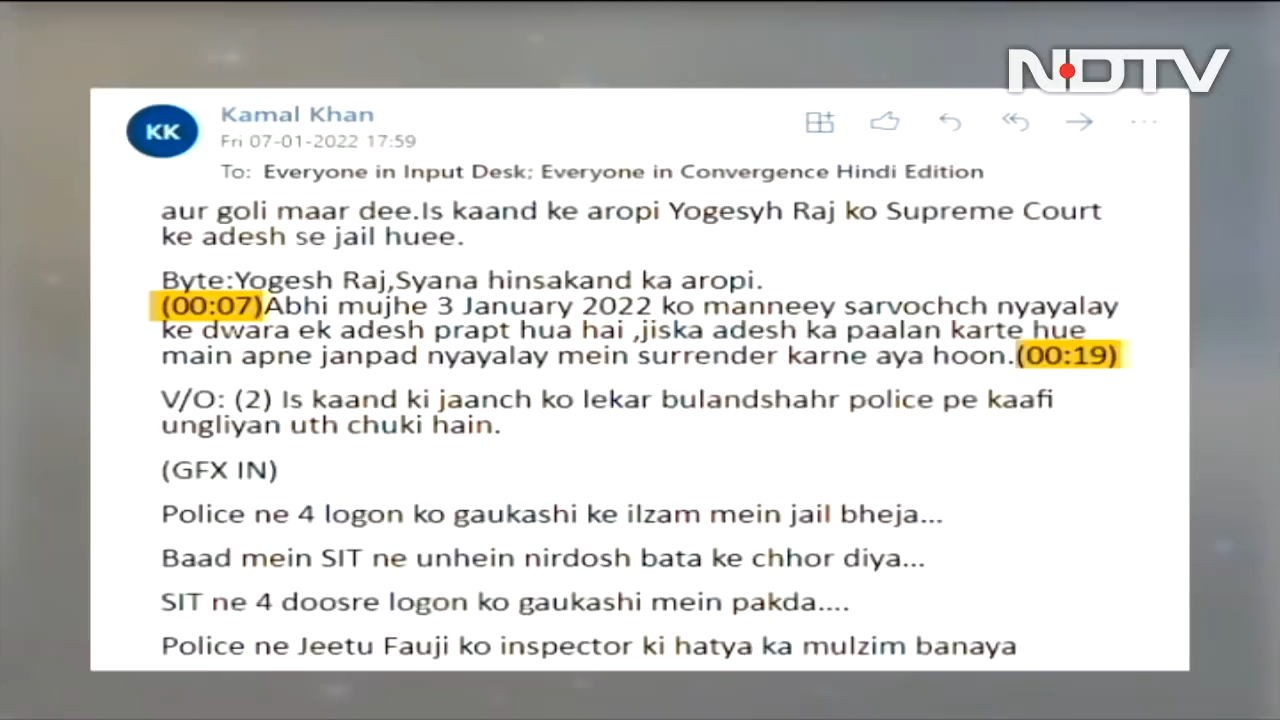 NDTV
KK
Kamal Khan
Fri 07-01-2022 17:59
To: Everyone in Input Desk; Everyone in Convergence Hindi Edition
aur goli maar dee.Is kaand ke aropi Yogesyh Raj ko Supreme Court
ke adesh se jail huee.
Byte:Yogesh Raj,Syana hinsakand ka aropi.
(00:07)Abhi mujhe 3 January 2022 ko manneey sarvochch nyayalay
ke dwara ek adesh prapt hua hai ,jiska adesh ka paalan karte hue
main apne janpad nyayalay mein surrender karne aya hoon.(00:19)
V/O: (2) Is kaand ki jaanch ko lekar bulandshahr police pe kaafi
ungliyan uth chuki hain.
(GFX IN)
Police ne 4 logon ko gaukashi ke ilzam mein jail bheja...
Baad mein SIT ne unhein nirdosh bata ke chhor diya...
SIT ne 4 doosre logon ko gaukashi mein pakda....
Police ne Jeetu Fauji ko inspector ki hatya ka mulzim banaya